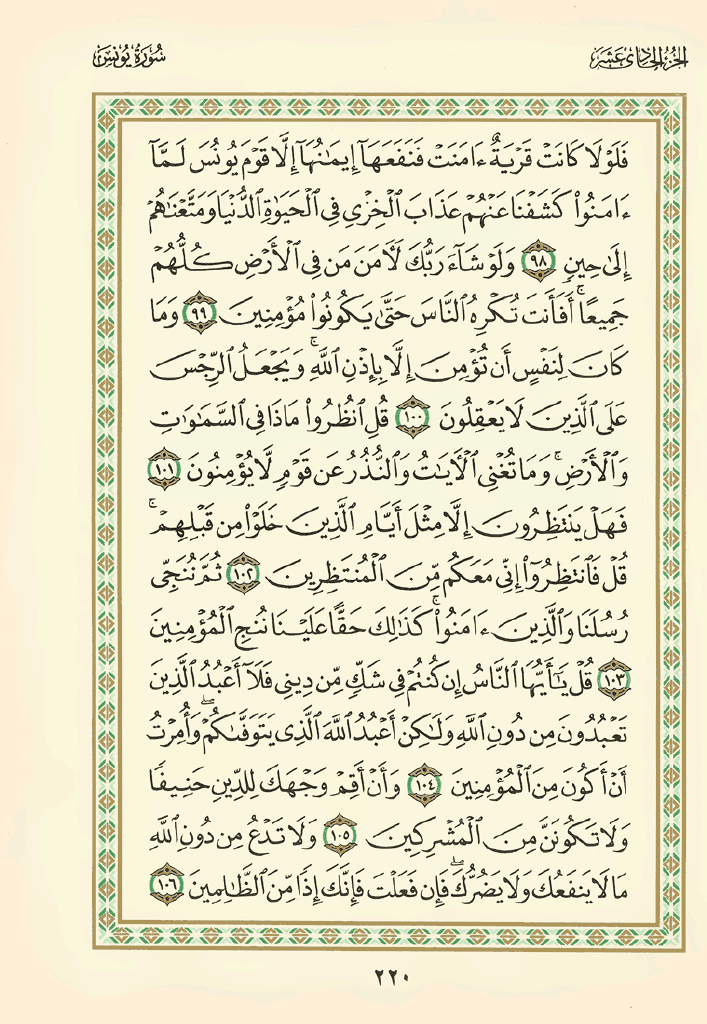 الجزء الحادي عشر
سورة يونس
فَلَوْلَا كَانَتْ قَرْيَةٌ ءَامَنَتْ فَنَفَعَهَآ إِيمَـٰنُهَآ إِلَّا قَوْمَ يُونُسَ لَمَّآ
ءَامَنُوا۟ كَشَفْنَا عَنْهُمْ عَذَابَ ٱلْخِزْىِ فِى ٱلْحَيَوٰةِ ٱلدُّنْيَا وَمَتَّعْنَـٰهُمْ
إِلَىٰ حِينٍ ٩٨ وَلَوْ شَآءَ رَبُّكَ لَـَٔامَنَ مَن فِى ٱلْأَرْضِ كُلُّهُمْ
جَمِيعًا ۚ أَفَأَنتَ تُكْرِهُ ٱلنَّاسَ حَتَّىٰ يَكُونُوا۟ مُؤْمِنِينَ ٩٩ وَمَا
كَانَ لِنَفْسٍ أَن تُؤْمِنَ إِلَّا بِإِذْنِ ٱللَّهِ ۚ وَيَجْعَلُ ٱلرِّجْسَ
عَلَى ٱلَّذِينَ لَا يَعْقِلُونَ ١٠٠ قُلِ ٱنظُرُوا۟ مَاذَا فِى ٱلسَّمَـٰوَٰتِ
وَٱلْأَرْضِ ۚ وَمَا تُغْنِى ٱلْـَٔايَـٰتُ وَٱلنُّذُرُ عَن قَوْمٍ لَّا يُؤْمِنُونَ ١٠١
فَهَلْ يَنتَظِرُونَ إِلَّا مِثْلَ أَيَّامِ ٱلَّذِينَ خَلَوْا۟ مِن قَبْلِهِمْ ۚ
قُلْ فَٱنتَظِرُوٓا۟ إِنِّى مَعَكُم مِّنَ ٱلْمُنتَظِرِينَ ١٠٢ ثُمَّ نُنَجِّى
رُسُلَنَا وَٱلَّذِينَ ءَامَنُوا۟ ۚ كَذَٰلِكَ حَقًّا عَلَيْنَا نُنجِ ٱلْمُؤْمِنِينَ
١٠٣ قُلْ يَـٰٓأَيُّهَا ٱلنَّاسُ إِن كُنتُمْ فِى شَكٍّ مِّن دِينِى فَلَآ أَعْبُدُ ٱلَّذِينَ
تَعْبُدُونَ مِن دُونِ ٱللَّهِ وَلَـٰكِنْ أَعْبُدُ ٱللَّهَ ٱلَّذِى يَتَوَفَّىٰكُمْ ۖ وَأُمِرْتُ
أَنْ أَكُونَ مِنَ ٱلْمُؤْمِنِينَ ١٠٤ وَأَنْ أَقِمْ وَجْهَكَ لِلدِّينِ حَنِيفًا
وَلَا تَكُونَنَّ مِنَ ٱلْمُشْرِكِينَ ١٠٥ وَلَا تَدْعُ مِن دُونِ ٱللَّهِ
مَا لَا يَنفَعُكَ وَلَا يَضُرُّكَ ۖ فَإِن فَعَلْتَ فَإِنَّكَ إِذًا مِّنَ ٱلظَّـٰلِمِينَ ١٠٦
٢٢٠